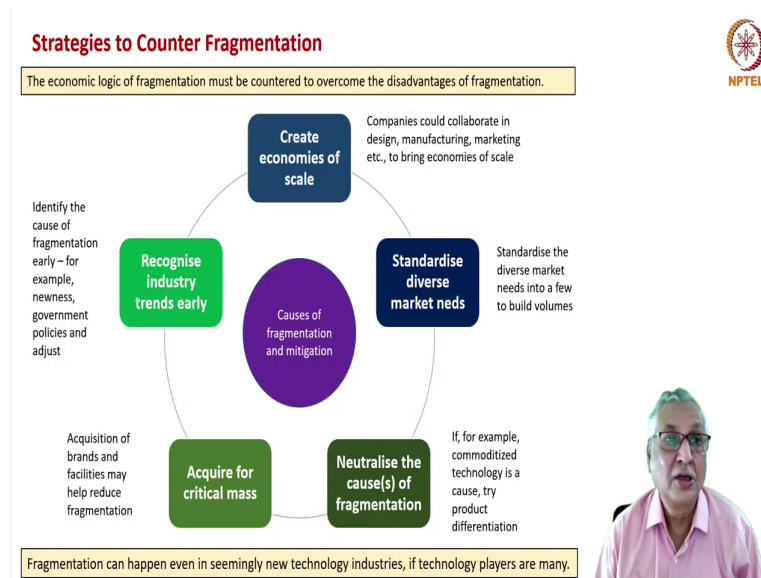 Strategies to Counter Fragmentation
NPTEL
The economic logic of fragmentation must be countered to overcome the disadvantages of fragmentation.
Create
economies of
scale
Companies could collaborate in
design, manufacturing, marketing
etc., to bring economies of scale
Identify the
cause of
fragmentation
early – for
example,
newness,
government
policies and
adjust
Recognise
industry
trends early
Standardise
diverse
market neds
Standardise the
diverse market
needs into a few
to build volumes
Causes of
fragmentation
and mitigation
Acquisition of
brands and
facilities may
help reduce
fragmentation
Acquire for
critical mass
Neutralise the
cause(s) of
fragmentation
If, for example,
commoditized
technology is a
cause, try
product
differentiation
Fragmentation can happen even in seemingly new technology industries, if technology players are many.